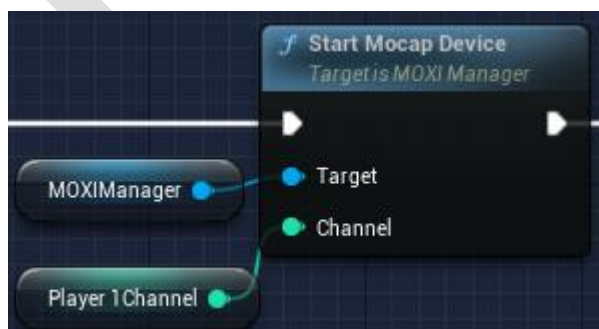 f Start Mocap Device
Target is MOXI Manager
MOXIManager
Target
Channel
Player 1Channel